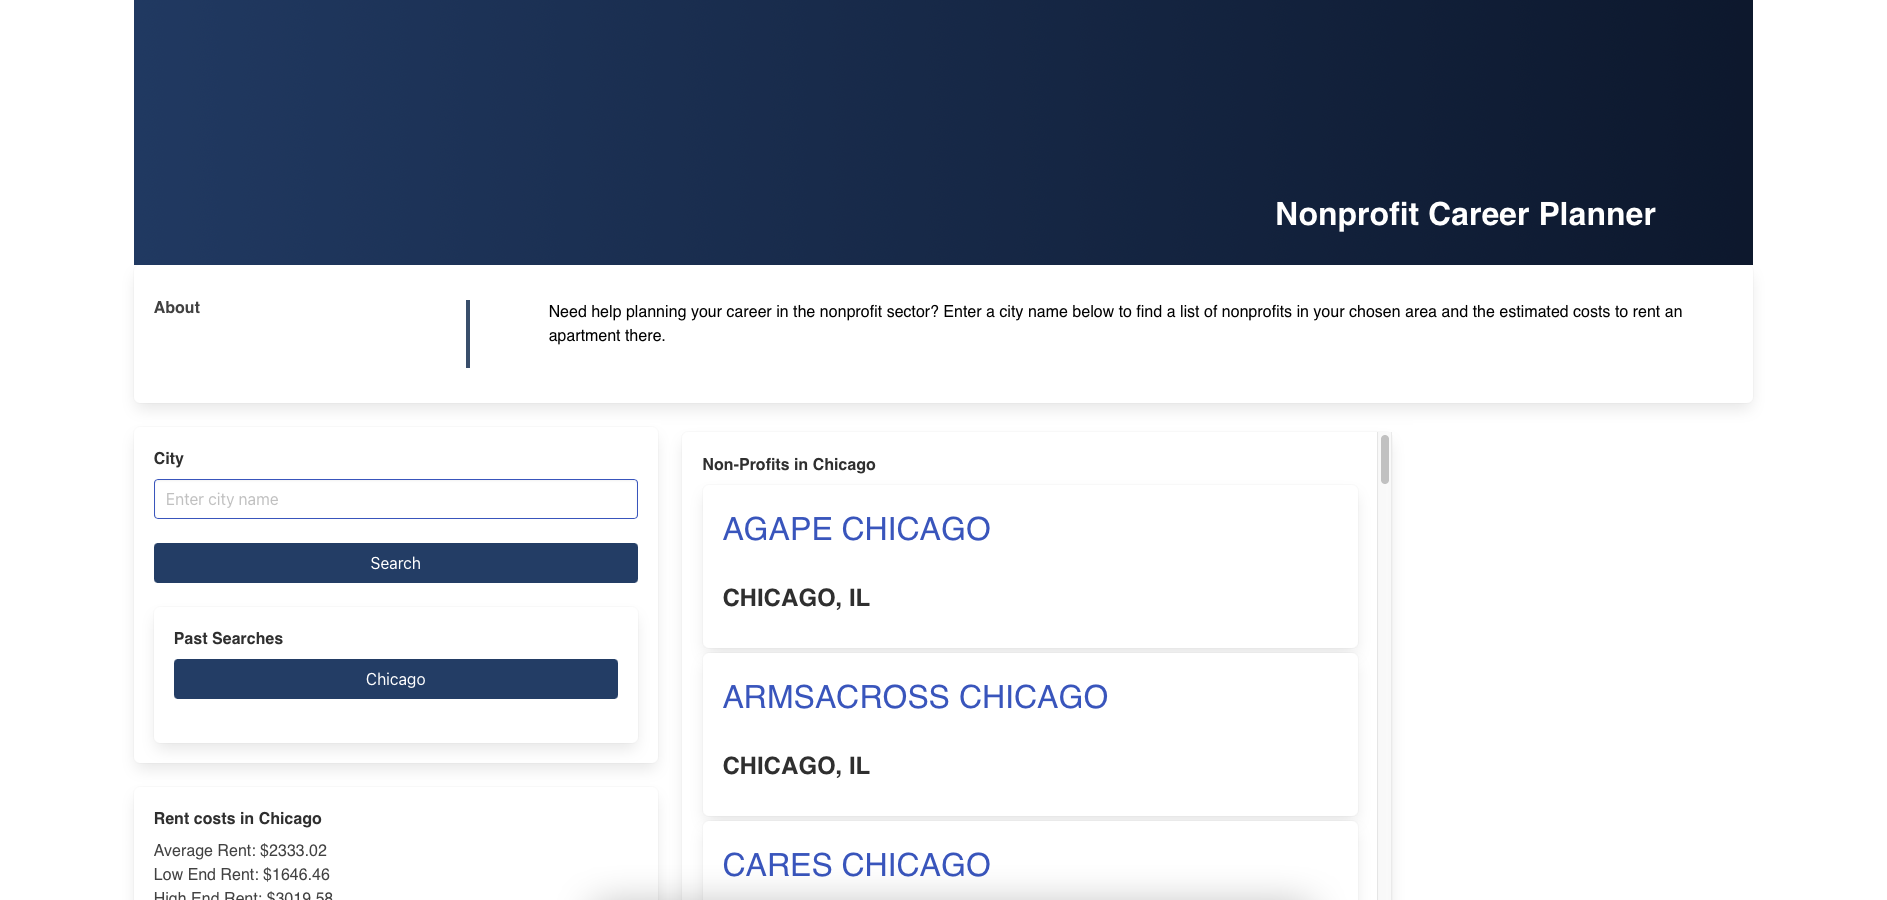 Nonprofit Career Planner
About
Need help planning your career in the nonprofit sector? Enter a city name below to find a list of nonprofits in your chosen area and the estimated costs to rent an
apartment there.
City
Enter city name
Search
Past Searches
Chicago
Rent costs in Chicago
Average Rent: $2333.02
Low End Rent: $1646.46
High End Rent: $3019.58
Non-Profits in Chicago
AGAPE CHICAGO
CHICAGO, IL
ARMSACROSS CHICAGO
CHICAGO, IL
CARES CHICAGO